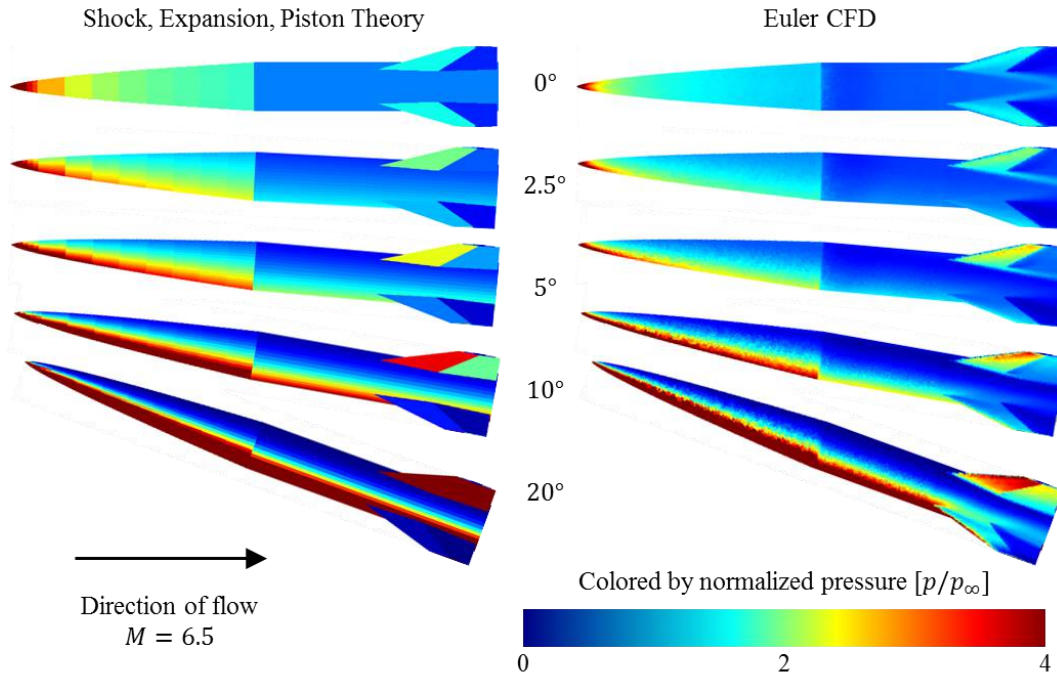 Shock, Expansion, Piston Theory
Euler CFD
0°
2.5°
5°
10°
20°
Direction of flow
M = 6.5
Colored by normalized pressure [p/p∞]
0 2 4